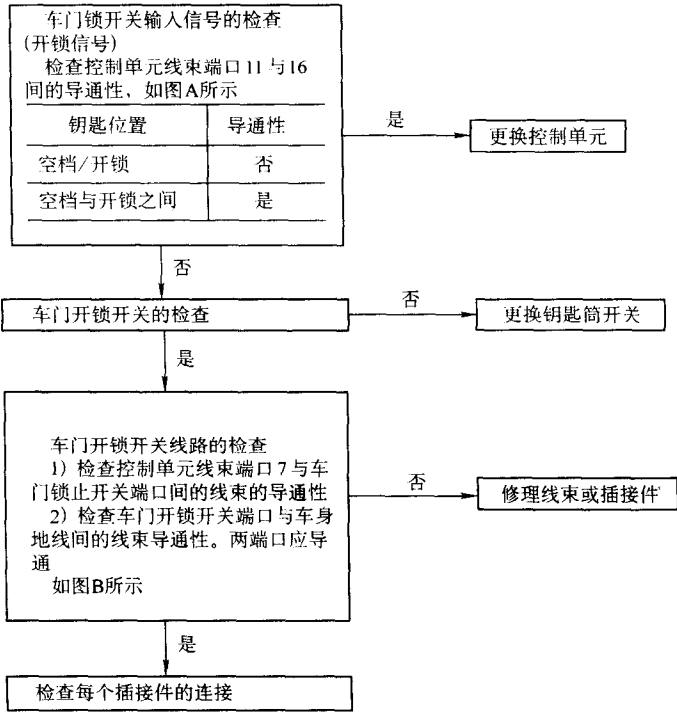 车门锁开关输入信号的检查
(开锁信号)
检查控制单元线束端口11与16
间的导通性，如图A所示
钥匙位置 导通性
空档/开锁 否
空档与开锁之间 是
是
更换控制单元
否
车门开锁开关的检查
否
更换钥匙筒开关
是
车门开锁开关线路的检查
1）检查控制单元线束端口7与车
门锁止开关端口间的线束的导通性
2）检查车门开锁开关端口与车身
地线间的线束导通性。两端口应导
通
如图B所示
否
修理线束或插接件
是
检查每个插接件的连接